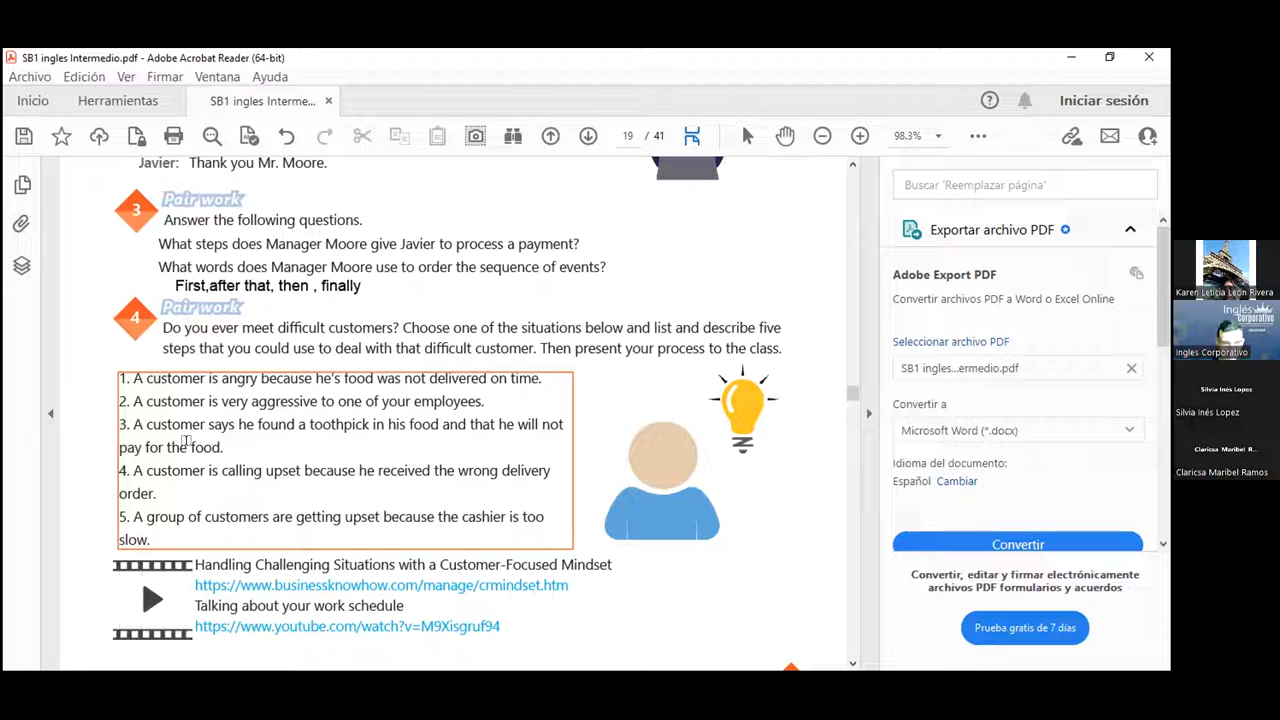 SB1 ingles Intermedio.pdf - Adobe Acrobat Reader (64-bit)
Archivo Edición Ver Firmar Ventana Ayuda
Inicio Herramientas SB1 ingles Interme... Iniciar sesión
19 / 41 98.3%
Javier: Thank you Mr. Moore.
3 Pair work
Answer the following questions.
What steps does Manager Moore give Javier to process a payment?
What words does Manager Moore use to order the sequence of events?
First,after that, then , finally
4 Pair work
Do you ever meet difficult customers? Choose one of the situations below and list and describe five
steps that you could use to deal with that difficult customer. Then present your process to the class.
1. A customer is angry because he's food was not delivered on time.
2. A customer is very aggressive to one of your employees.
3. A customer says he found a toothpick in his food and that he will not
pay for the food.
4. A customer is calling upset because he received the wrong delivery
order.
5. A group of customers are getting upset because the cashier is too
slow.
Handling Challenging Situations with a Customer-Focused Mindset
https://www.businessknowhow.com/manage/crmindset.htm
Talking about your work schedule
https://www.youtube.com/watch?v=M9Xisgruf94
Buscar 'Reemplazar página'
Exportar archivo PDF
Adobe Export PDF
Convertir archivos PDF a Word o Excel Online
Seleccionar archivo PDF
SB1 ingles...ermedio.pdf
Convertir a
Microsoft Word (*.docx)
Idioma del documento:
Español Cambiar
Convertir
Convertir, editar y firmar electrónicamente
archivos PDF formularios y acuerdos
Prueba gratis de 7 días
Karen Leticia Leon Rivera
Inglés
Corporativo
Ingles Corporativo
Silvia Inés Lopez
Silvia Inés Lopez
Claricsa Maribel R...
Claricsa Maribel Ramos